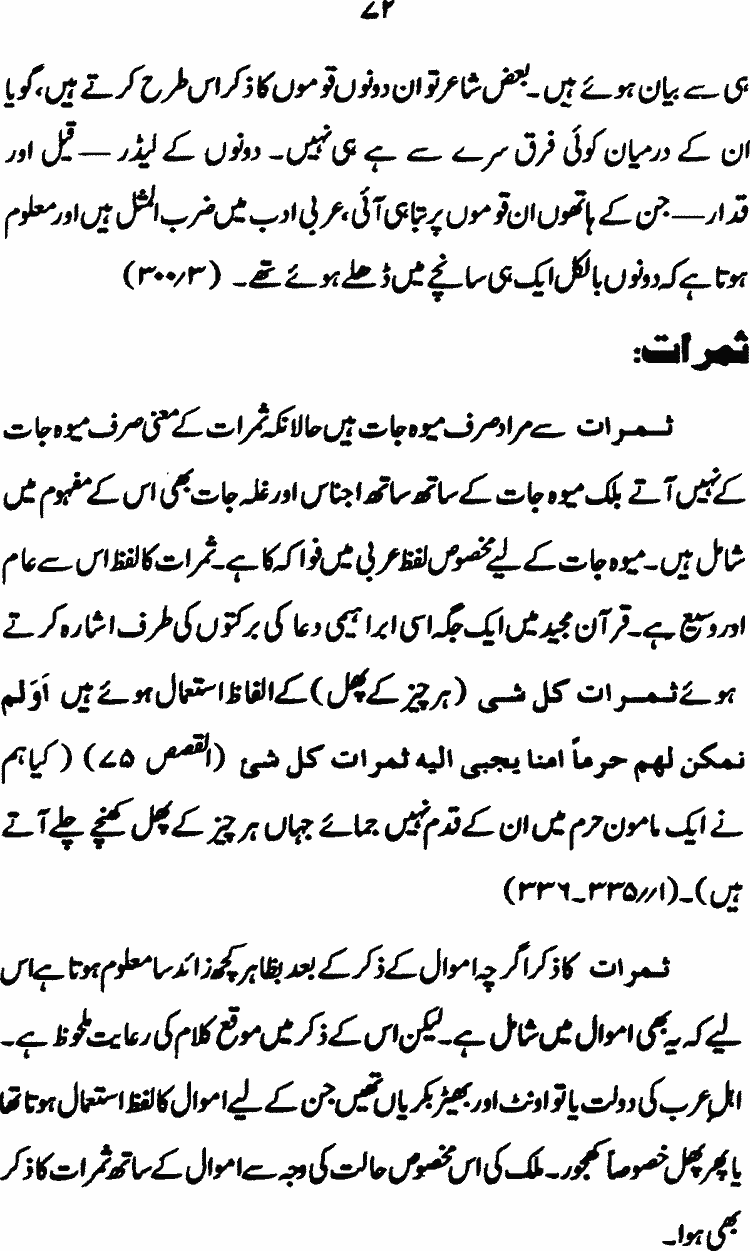 ۷۲
ہی سے بیان ہوئے ہیں۔ بعض شاعر تو ان دونوں قوموں کا ذکر اس طرح کرتے ہیں، گویا
ان کے درمیان کوئی فرق سرے سے ہے ہی نہیں۔ دونوں کے لیڈر — قیل اور
قدار — جن کے ہاتھوں ان قوموں پر تباہی آئی، عربی ادب میں ضرب المثل ہیں اور معلوم
ہوتا ہے کہ دونوں بالکل ایک ہی سانچے میں ڈھلے ہوئے تھے۔ (۳۰۰/۳)
ثمرات:
ثمرات سے مراد صرف میوہ جات ہیں حالانکہ ثمرات کے معنی صرف میوہ جات
کے نہیں آتے بلکہ میوہ جات کے ساتھ ساتھ اجناس اور غلہ جات بھی اس کے مفہوم میں
شامل ہیں۔ میوہ جات کے لیے مخصوص لفظ عربی میں فواکہ کا ہے۔ ثمرات کا لفظ اس سے عام
اور وسیع ہے۔ قرآن مجید میں ایک جگہ اسی ابراہیمی دعا کی برکتوں کی طرف اشارہ کرتے
ہوئے ثمرات کل شی (ہر چیز کے پھل) کے الفاظ استعمال ہوئے ہیں اَوَلم
نمکن لهم حرماً امنا یجبی الیه ثمرات کل شئ (القصص ۷۵) (کیا ہم
نے ایک مامون حرم میں ان کے قدم نہیں جمائے جہاں ہر چیز کے پھل کھنچے چلے آتے
ہیں)۔ (۱//۳۳۵۔۳۳۶)
ثمرات کا ذکر اگرچہ اموال کے ذکر کے بعد بظاہر کچھ زائد سا معلوم ہوتا ہے اس
لیے کہ یہ بھی اموال میں شامل ہے۔ لیکن اس کے ذکر میں موقع کلام کی رعایت ملحوظ ہے۔
اہلِ عرب کی دولت یا تو اونٹ اور بھیڑ بکریاں تھیں جن کے لیے اموال کا لفظ استعمال ہوتا تھا
یا پھر پھل خصوصاً کھجور۔ ملک کی اس مخصوص حالت کی وجہ سے اموال کے ساتھ ثمرات کا ذکر
بھی ہوا۔